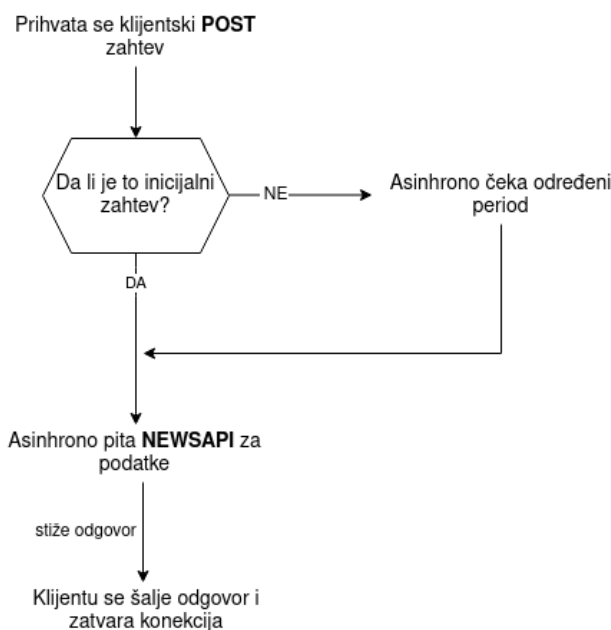 Prihvata se klijentski POST
zahtev
Da li je to inicijalni
zahtev?
NE
Asinhrono čeka određeni
period
DA
Asinhrono pita NEWSAPI za
podatke
stiže odgovor
Klijentu se šalje odgovor i
zatvara konekcija